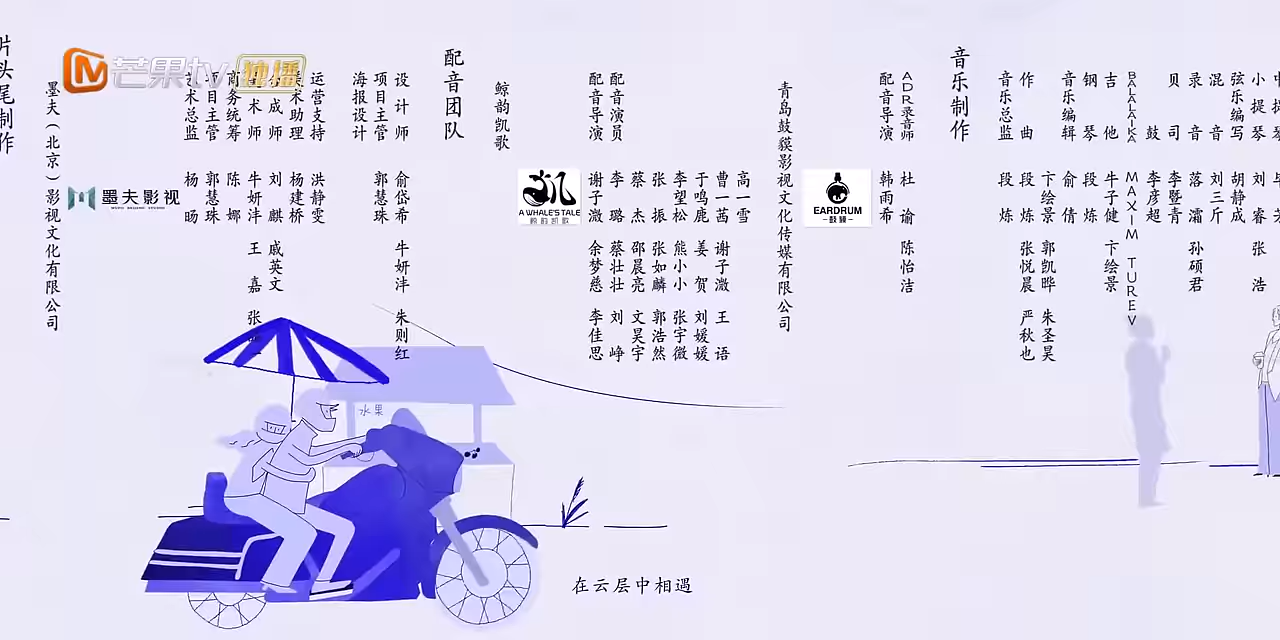 芒果tv 独播
片头尾制作
墨夫（北京）影视文化有限公司
墨夫影视
艺术总监 杨旸
项目主管 郭慧珠
商务统筹 陈娜
美术师 牛妍沣 王嘉 张
合成师 刘麒 戚英文
技术助理 杨建桥
运营支持 洪静雯
海报设计
项目主管 郭慧珠
设计师 俞岱希 牛妍沣 朱则红
配音团队
鲸韵凯歌
A WHALE'S TALE
鲸韵凯歌
配音导演 谢子溦 余梦慈 李佳思
配音演员 李璐 蔡壮壮 刘峥
蔡杰 邵晨亮 文昊宇
张振 张如麟 郭浩然
李望松 熊小小 张宇微
于鸣鹿 姜贺 刘媛媛
曹一茜 谢子溦 王语
高一雪
青岛鼓膜影视文化传媒有限公司
EARDRUM
配音导演 韩雨希
ADR录音师 杜谕 陈怡洁
音乐制作
音乐总监 段炼
作曲 段炼 张悦晨 严秋也
卞绘景 郭凯晔 朱圣昊
音乐编辑 俞倩
钢琴 段炼
吉他 牛子健 卞绘景
BALALAIKA MAXIM TUREV
鼓 李彦超
贝司 李暨青
录音 落灞 孙硕君
混音 刘三斤
弦乐编写 胡静成
小提琴 刘睿 张浩
水果
在云层中相遇